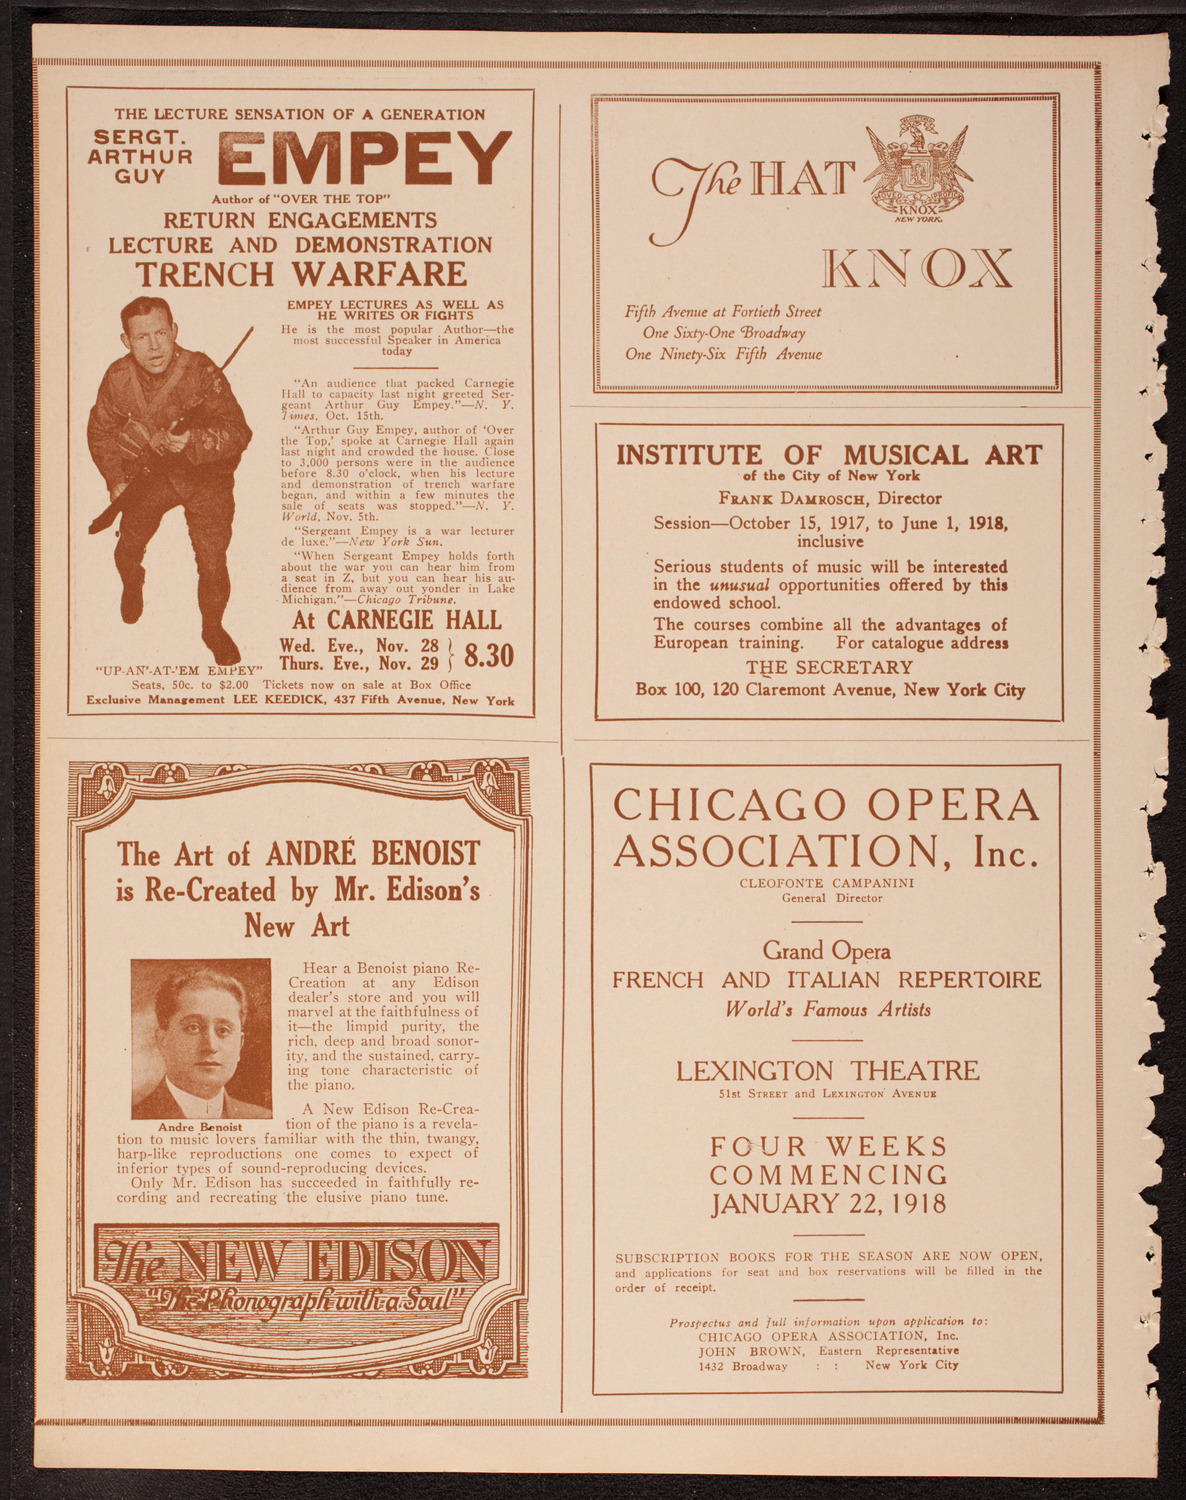 THE LECTURE SENSATION OF A GENERATION
SERGT.
ARTHUR
GUY
EMPEY
Author of "OVER THE TOP"
RETURN ENGAGEMENTS
LECTURE AND DEMONSTRATION
TRENCH WARFARE
EMPEY LECTURES AS WELL AS
HE WRITES OR FIGHTS
He is the most popular Author—the
most successful Speaker in America
today
"An audience that packed Carnegie
Hall to capacity last night greeted Ser-
geant Arthur Guy Empey."—N. Y.
Times, Oct. 15th.
"Arthur Guy Empey, author of 'Over
the Top,' spoke at Carnegie Hall again
last night and crowded the house. Close
to 3,000 persons were in the audience
before 8.30 o'clock, when his lecture
and demonstration of trench warfare
began, and within a few minutes the
sale of seats was stopped."—N. Y.
World, Nov. 5th.
"Sergeant Empey is a war lecturer
de luxe."—New York Sun.
"When Sergeant Empey holds forth
about the war you can hear him from
a seat in Z, but you can hear his au-
dience from away out yonder in Lake
Michigan."—Chicago Tribune.
At CARNEGIE HALL
Wed. Eve., Nov. 28
Thurs. Eve., Nov. 29
8.30
"UP-AN'-AT-'EM EMPEY"
Seats, 50c. to $2.00 Tickets now on sale at Box Office
Exclusive Management LEE KEEDICK, 437 Fifth Avenue, New York
The HAT
KNOX
NEW YORK.
KNOX
Fifth Avenue at Fortieth Street
One Sixty-One Broadway
One Ninety-Six Fifth Avenue
INSTITUTE OF MUSICAL ART
of the City of New York
FRANK DAMROSCH, Director
Session—October 15, 1917, to June 1, 1918,
inclusive
Serious students of music will be interested
in the unusual opportunities offered by this
endowed school.
The courses combine all the advantages of
European training. For catalogue address
THE SECRETARY
Box 100, 120 Claremont Avenue, New York City
The Art of ANDRÉ BENOIST
is Re-Created by Mr. Edison's
New Art
Hear a Benoist piano Re-
Creation at any Edison
dealer's store and you will
marvel at the faithfulness of
it—the limpid purity, the
rich, deep and broad sonor-
ity, and the sustained, carry-
ing tone characteristic of
the piano.
Andre Benoist
A New Edison Re-Crea-
tion of the piano is a revela-
tion to music lovers familiar with the thin, twangy,
harp-like reproductions one comes to expect of
inferior types of sound-reproducing devices.
Only Mr. Edison has succeeded in faithfully re-
cording and recreating the elusive piano tune.
The NEW EDISON
"The Phonograph with a Soul"
CHICAGO OPERA
ASSOCIATION, Inc.
CLEOFONTE CAMPANINI
General Director
Grand Opera
FRENCH AND ITALIAN REPERTOIRE
World's Famous Artists
LEXINGTON THEATRE
51st STREET and LEXINGTON AVENUE
FOUR WEEKS
COMMENCING
JANUARY 22, 1918
SUBSCRIPTION BOOKS FOR THE SEASON ARE NOW OPEN,
and applications for seat and box reservations will be filled in the
order of receipt.
Prospectus and full information upon application to:
CHICAGO OPERA ASSOCIATION, Inc.
JOHN BROWN, Eastern Representative
1432 Broadway : : New York City